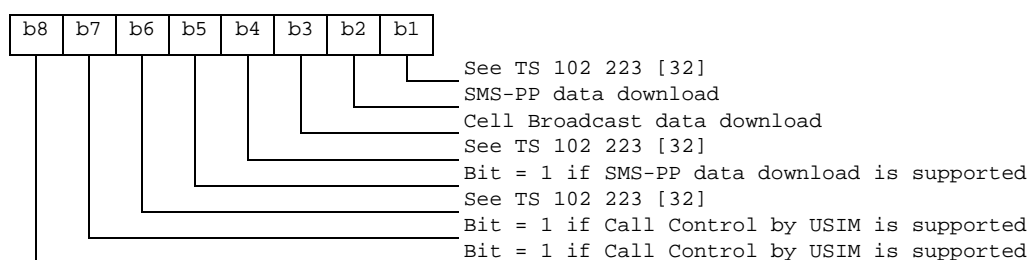 b8 b7 b6 b5 b4 b3 b2 b1
See TS 102 223 [32]
SMS-PP data download
Cell Broadcast data download
See TS 102 223 [32]
Bit = 1 if SMS-PP data download is supported
See TS 102 223 [32]
Bit = 1 if Call Control by USIM is supported
Bit = 1 if Call Control by USIM is supported